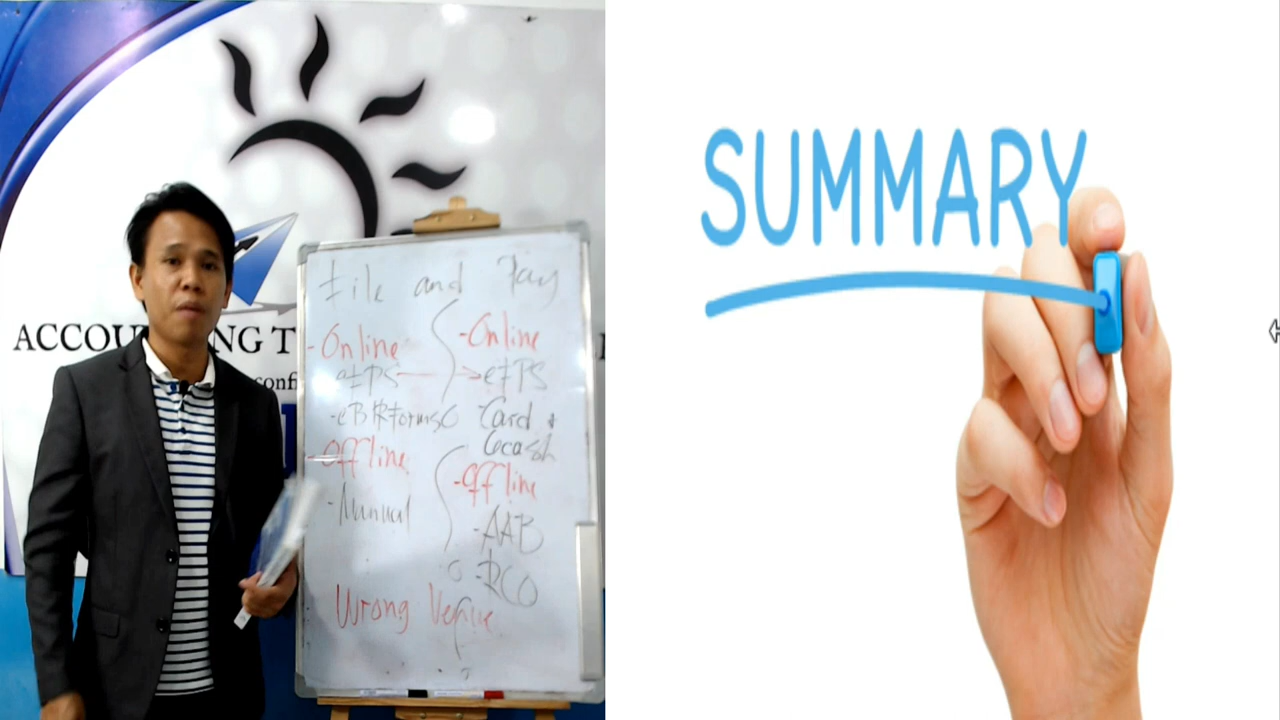 ACCOU NG T
confi
File and Pay
- Online
eFPS
- eBIRForms
- Offline
- Manual
- Online
eFPS
Card &
Gcash
- Offline
- AAB
- RCO
Wrong Venue
SUMMARY